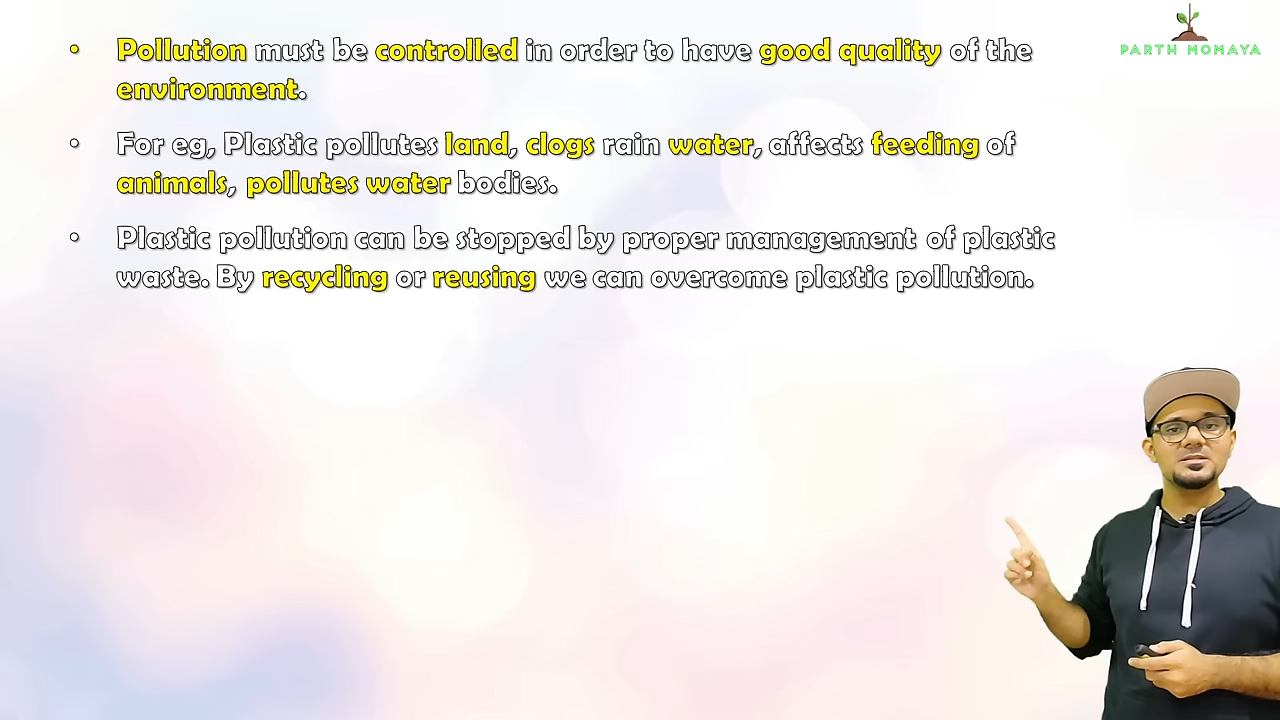 • Pollution must be controlled in order to have good quality of the
environment.
• For eg, Plastic pollutes land, clogs rain water, affects feeding of
animals, pollutes water bodies.
• Plastic pollution can be stopped by proper management of plastic
waste. By recycling or reusing we can overcome plastic pollution.
PARTH MOMAYA